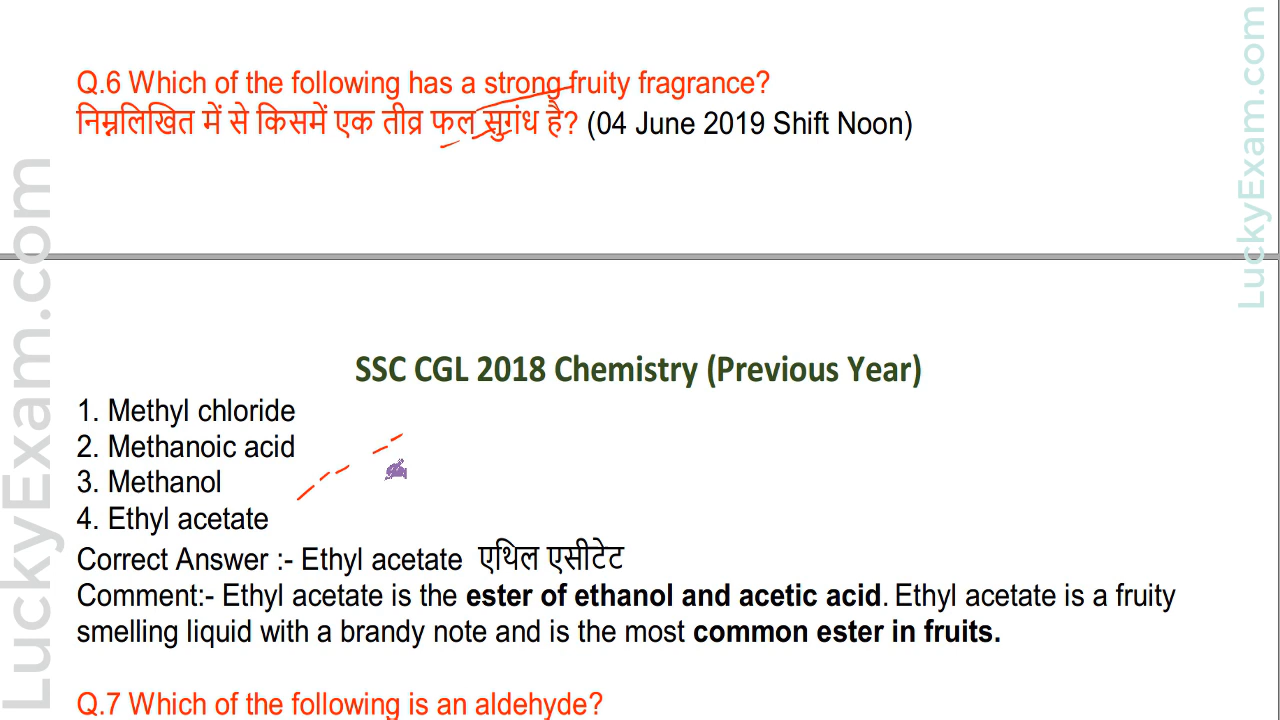 Q.6 Which of the following has a strong fruity fragrance?
निम्नलिखित में से किसमें एक तीव्र फल सुगंध है? (04 June 2019 Shift Noon)
LuckyExam.com
LuckyExam.com
SSC CGL 2018 Chemistry (Previous Year)
1. Methyl chloride
2. Methanoic acid
3. Methanol
4. Ethyl acetate
Correct Answer :- Ethyl acetate एथिल एसीटेट
Comment:- Ethyl acetate is the ester of ethanol and acetic acid. Ethyl acetate is a fruity
smelling liquid with a brandy note and is the most common ester in fruits.
Q.7 Which of the following is an aldehyde?